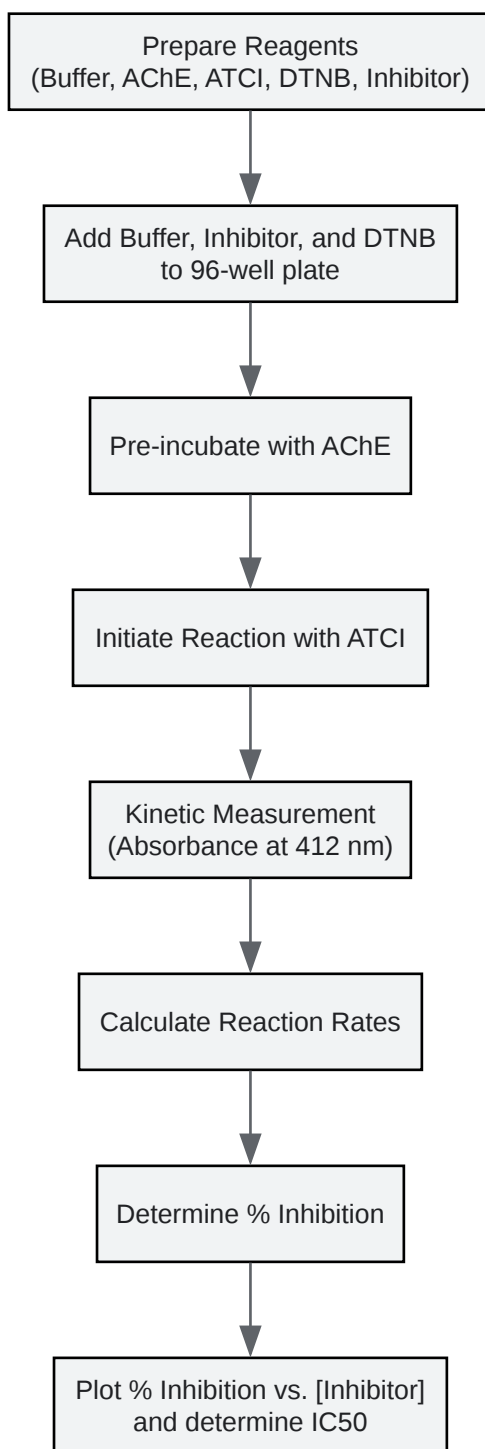 Prepare Reagents
(Buffer, AChE, ATCI, DTNB, Inhibitor)
Add Buffer, Inhibitor, and DTNB
to 96-well plate
Pre-incubate with AChE
Initiate Reaction with ATCI
Kinetic Measurement
(Absorbance at 412 nm)
Calculate Reaction Rates
Determine % Inhibition
Plot % Inhibition vs. [Inhibitor]
and determine IC50